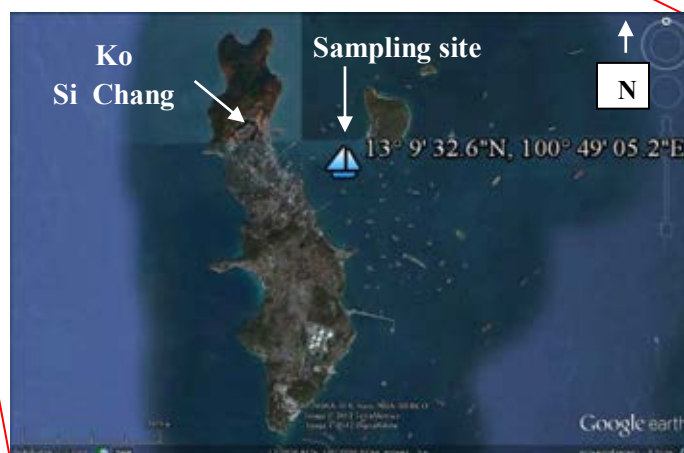 Ko
Si Chang
Sampling site
N
13° 9' 32.6"N, 100° 49' 05.2"E
Google earth